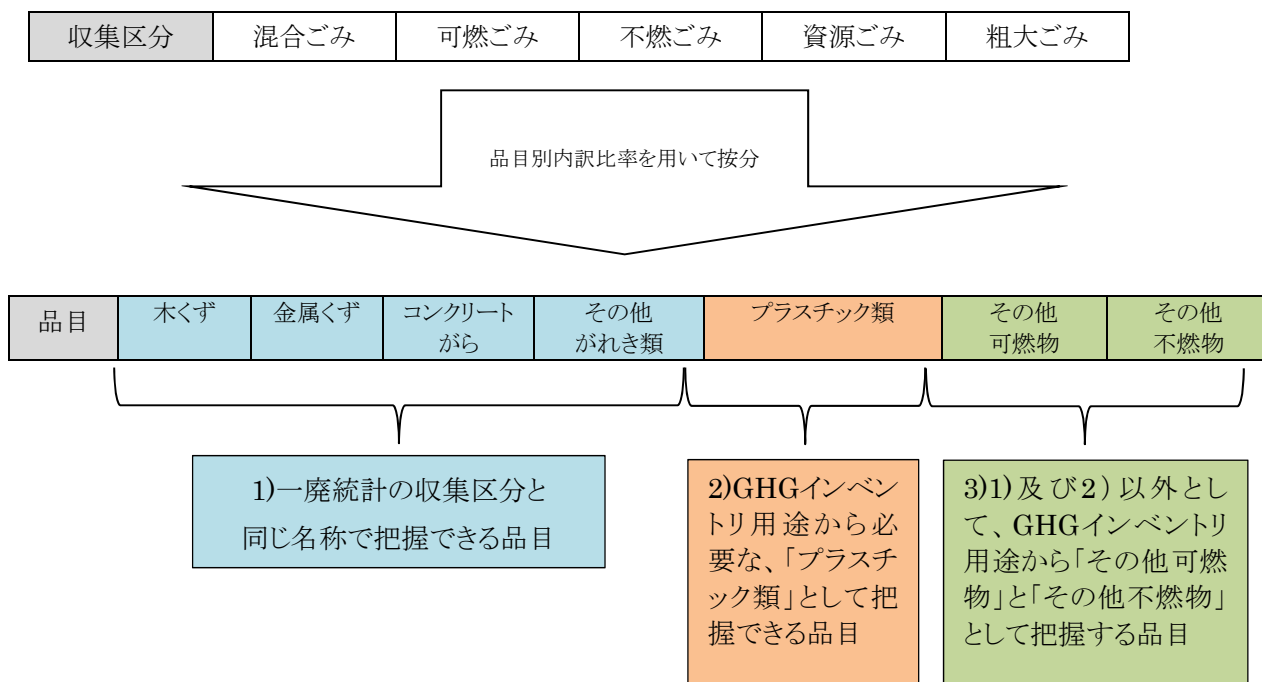 収集区分 混合ごみ 可燃ごみ 不燃ごみ 資源ごみ 粗大ごみ
品目別内訳比率を用いて按分
品目 木くず 金属くず コンクリート その他 プラスチック類 その他 その他
がら がれき類 可燃物 不燃物
1)一廃統計の収集区分と
同じ名称で把握できる品目
2)GHGインベン
トリ用途から必
要な、「プラスチ
ック類」として把
握できる品目
3)1)及び2)以外とし
て、GHGインベントリ
用途から「その他可燃
物」と「その他不燃物」
として把握する品目